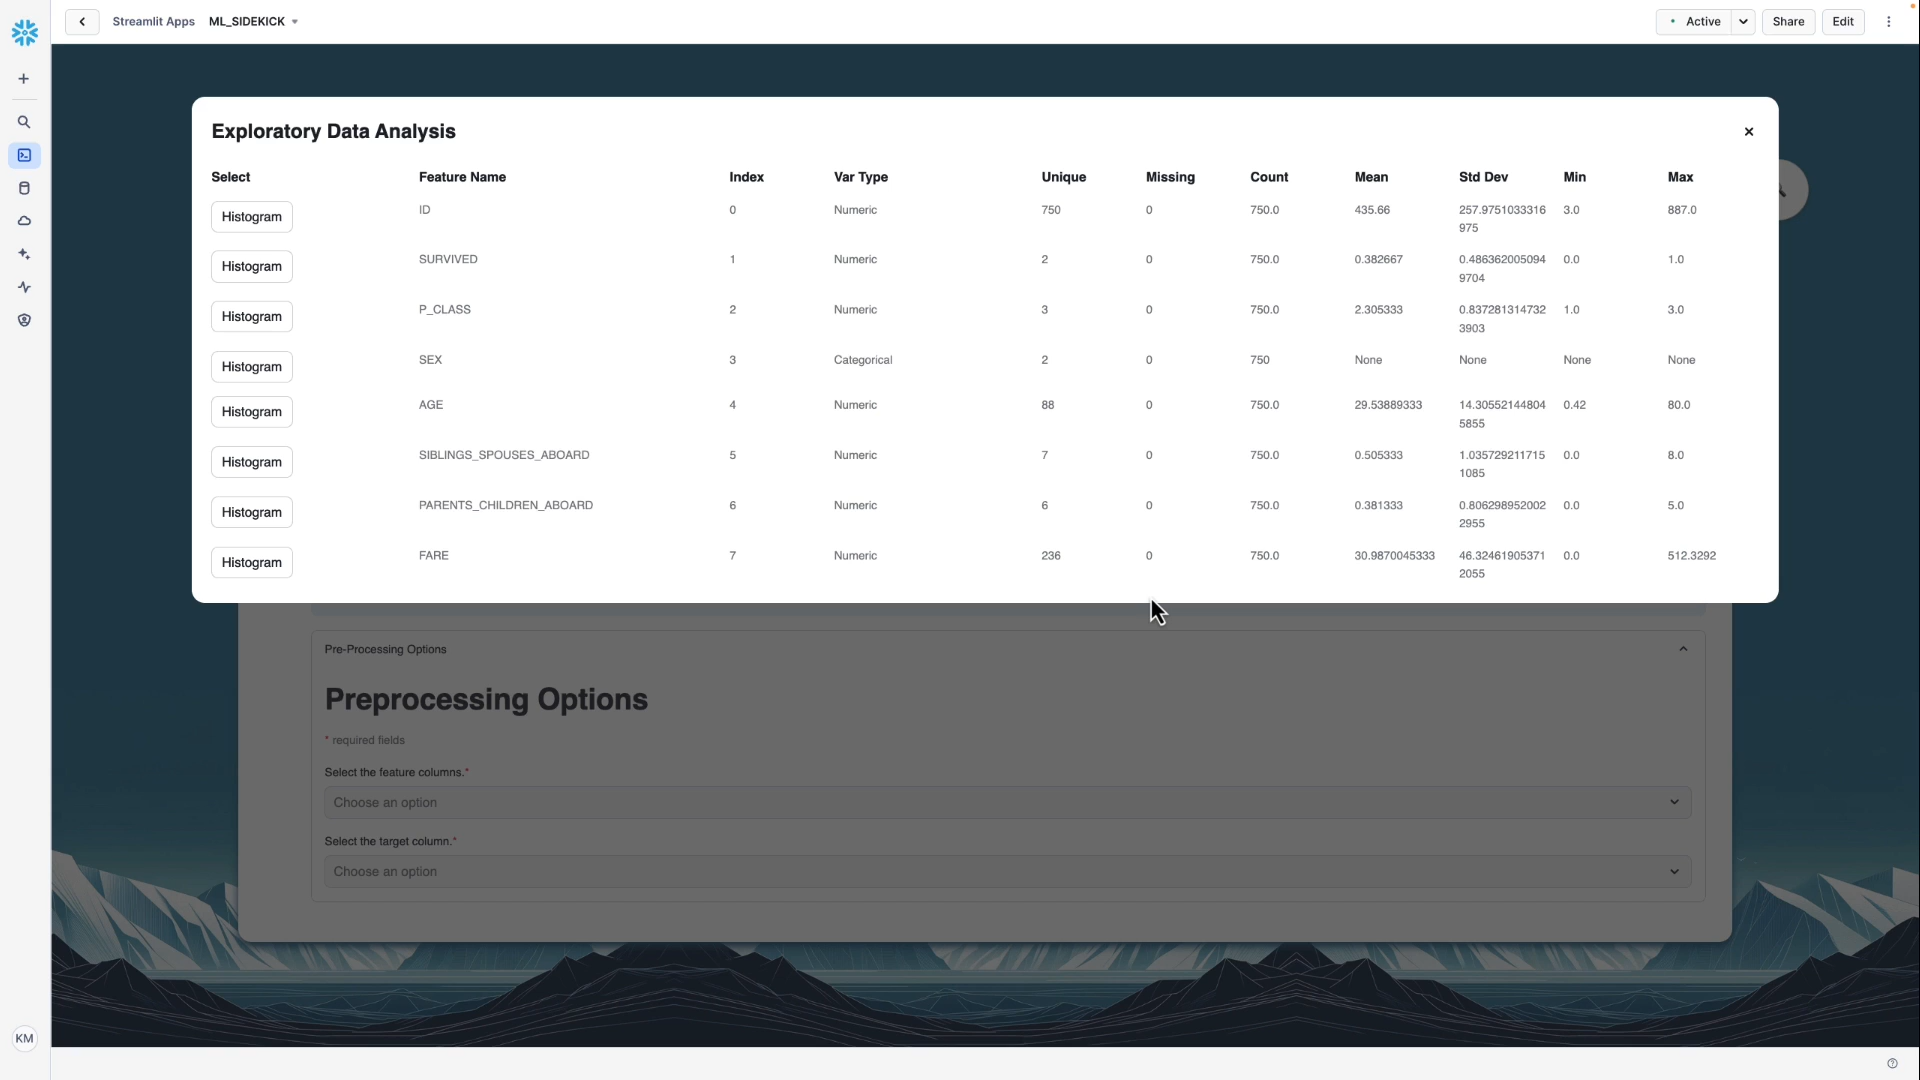 Streamlit Apps ML_SIDEKICK
Active Share Edit
Exploratory Data Analysis
Select Feature Name Index Var Type Unique Missing Count Mean Std Dev Min Max
Histogram ID 0 Numeric 750 0 750.0 435.66 257.9751033316 3.0 887.0
975
Histogram SURVIVED 1 Numeric 2 0 750.0 0.382667 0.486362005094 0.0 1.0
9704
Histogram P_CLASS 2 Numeric 3 0 750.0 2.305333 0.837281314732 1.0 3.0
3903
Histogram SEX 3 Categorical 2 0 750 None None None None
Histogram AGE 4 Numeric 88 0 750.0 29.53889333 14.30552144804 0.42 80.0
5855
Histogram SIBLINGS_SPOUSES_ABOARD 5 Numeric 7 0 750.0 0.505333 1.035729211715 0.0 8.0
1085
Histogram PARENTS_CHILDREN_ABOARD 6 Numeric 6 0 750.0 0.381333 0.806298952002 0.0 5.0
2955
Histogram FARE 7 Numeric 236 0 750.0 30.9870045333 46.32461905371 0.0 512.3292
2055
Pre-Processing Options
Preprocessing Options
* required fields
Select the feature columns.*
Choose an option
Select the target column.*
Choose an option
KM